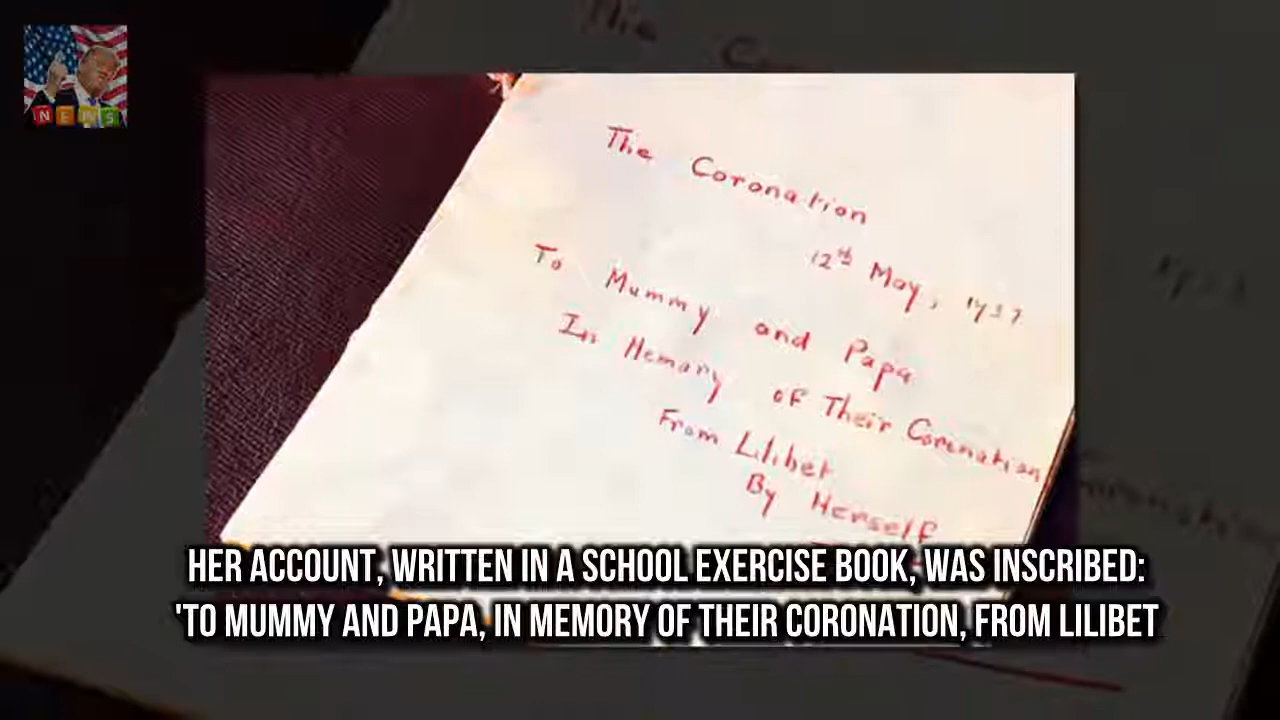 NEWS
The Coronation
12th May, 1937
To Mummy and Papa
In Memory of Their Coronation
From Lilibet
By Herself
HER ACCOUNT, WRITTEN IN A SCHOOL EXERCISE BOOK, WAS INSCRIBED:
'TO MUMMY AND PAPA, IN MEMORY OF THEIR CORONATION, FROM LILIBET